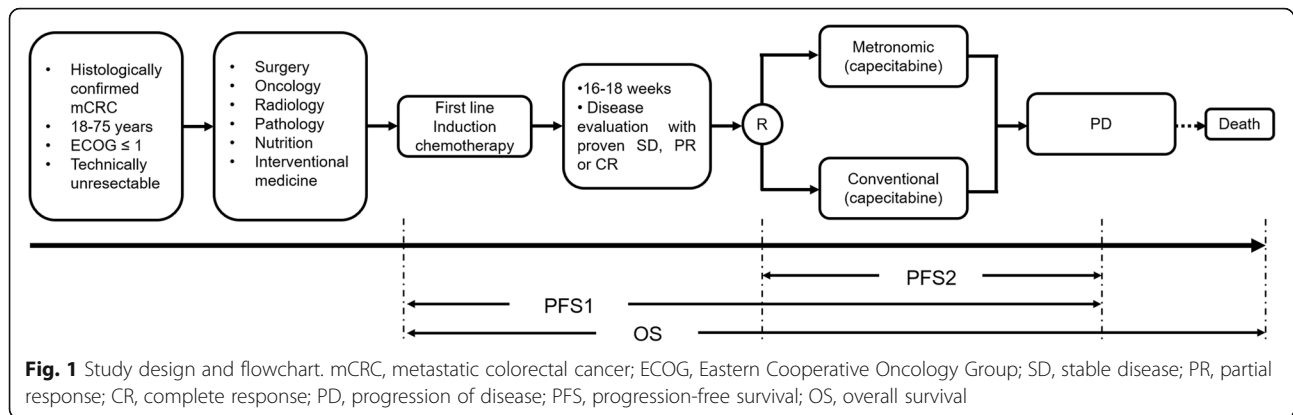 • Histologically
confirmed
mCRC
• 18-75 years
• ECOG ≤ 1
• Technically
unresectable
• Surgery
• Oncology
• Radiology
• Pathology
• Nutrition
• Interventional
medicine
First line
Induction
chemotherapy
•16-18 weeks
• Disease
evaluation with
proven SD, PR
or CR
R
Metronomic
(capecitabine)
Conventional
(capecitabine)
PD
Death
PFS2
PFS1
OS
Fig. 1 Study design and flowchart. mCRC, metastatic colorectal cancer; ECOG, Eastern Cooperative Oncology Group; SD, stable disease; PR, partial
response; CR, complete response; PD, progression of disease; PFS, progression-free survival; OS, overall survival